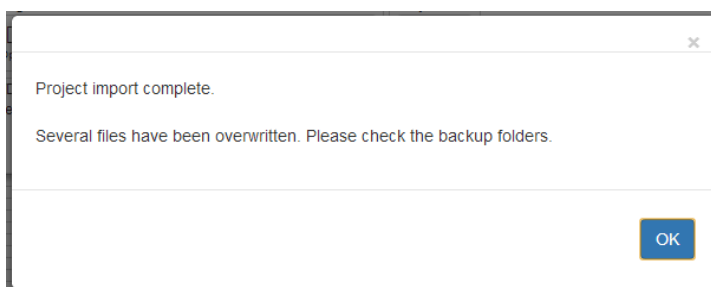 ×
Project import complete.
Several files have been overwritten. Please check the backup folders.
OK